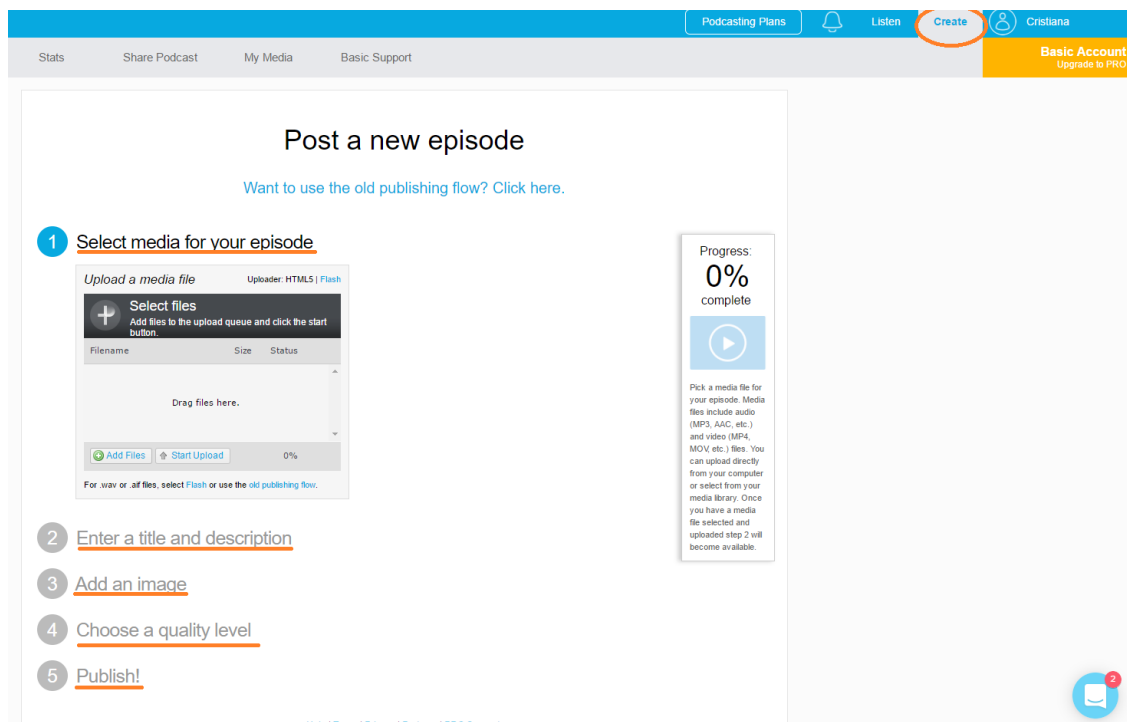 Podcasting Plans
Listen
Create
Cristiana
Stats
Share Podcast
My Media
Basic Support
Basic Account
Upgrade to PRO
Post a new episode
Want to use the old publishing flow? Click here.
1 Select media for your episode
Upload a media file
Uploader: HTML5 | Flash
Select files
Add files to the upload queue and click the start
button.
Filename Size Status
Drag files here.
Add Files Start Upload 0%
For .wav or .aif files, select Flash or use the old publishing flow.
2 Enter a title and description
3 Add an image
4 Choose a quality level
5 Publish!
Progress:
0%
complete
Pick a media file for
your episode. Media
files include audio
(MP3, AAC, etc.)
and video (MP4,
MOV, etc.) files. You
can upload directly
from your computer
or select from your
media library. Once
you have a media
file selected and
uploaded step 2 will
become available.
2